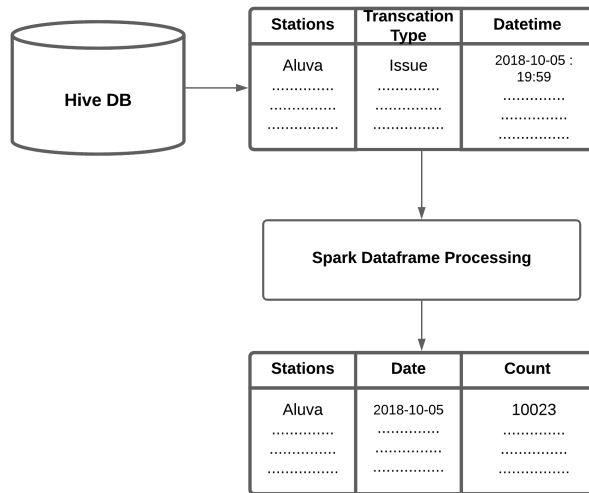 Stations
Transcation
Type
Datetime
Hive DB
Aluva
Issue
2018-10-05 :
19:59
..............
..............
..............
...............
...............
...............
................
................
................
Spark Dataframe Processing
Stations
Date
Count
Aluva
2018-10-05
10023
..............
..............
..............
...............
...............
...............
................
................
................